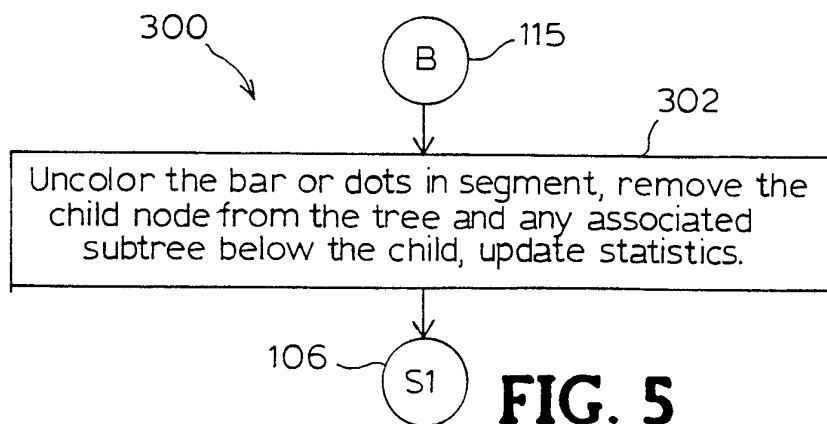 300
B
115
302
Uncolor the bar or dots in segment, remove the
child node from the tree and any associated
subtree below the child, update statistics.
106
S1
FIG. 5